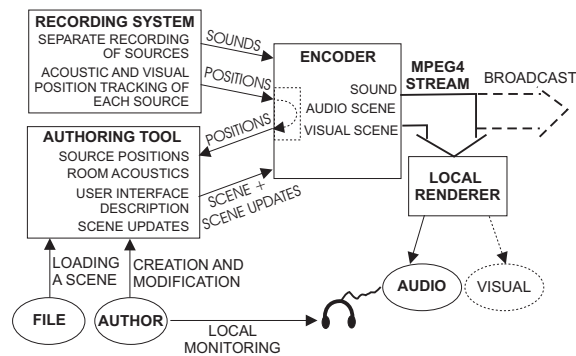 RECORDING SYSTEM
SEPARATE RECORDING
OF SOURCES
ACOUSTIC AND VISUAL
POSITION TRACKING OF
EACH SOURCE
SOUNDS
POSITIONS
POSITIONS
ENCODER
SOUND
AUDIO SCENE
VISUAL SCENE
MPEG4
STREAM
BROADCAST
AUTHORING TOOL
SOURCE POSITIONS
ROOM ACOUSTICS
USER INTERFACE
DESCRIPTION
SCENE UPDATES
SCENE +
SCENE UPDATES
LOCAL
RENDERER
LOADING
A SCENE
CREATION AND
MODIFICATION
AUDIO
VISUAL
FILE
AUTHOR
LOCAL
MONITORING